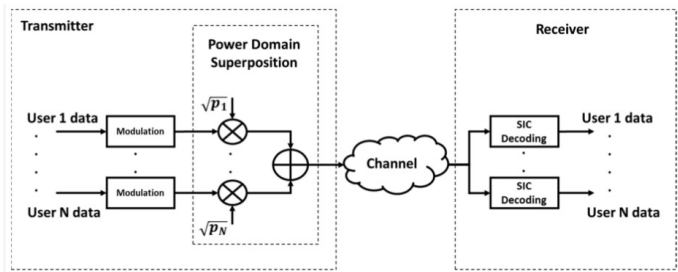 Transmitter
Power Domain
Superposition
Receiver
√p₁
User 1 data
Modulation
Channel
SIC
Decoding
User 1 data
Modulation
SIC
Decoding
User N data
√p_N
User N data